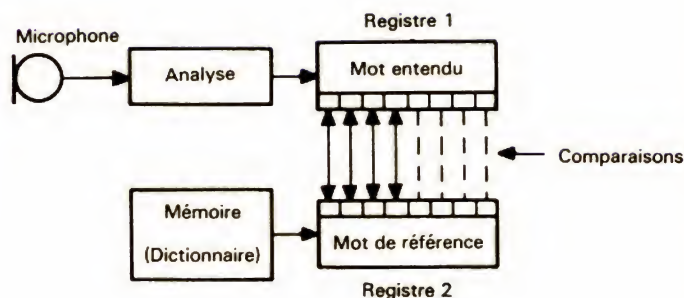 Registre 1
Microphone
Analyse
Mot entendu
Comparaisons
Mémoire
(Dictionnaire)
Mot de référence
Registre 2